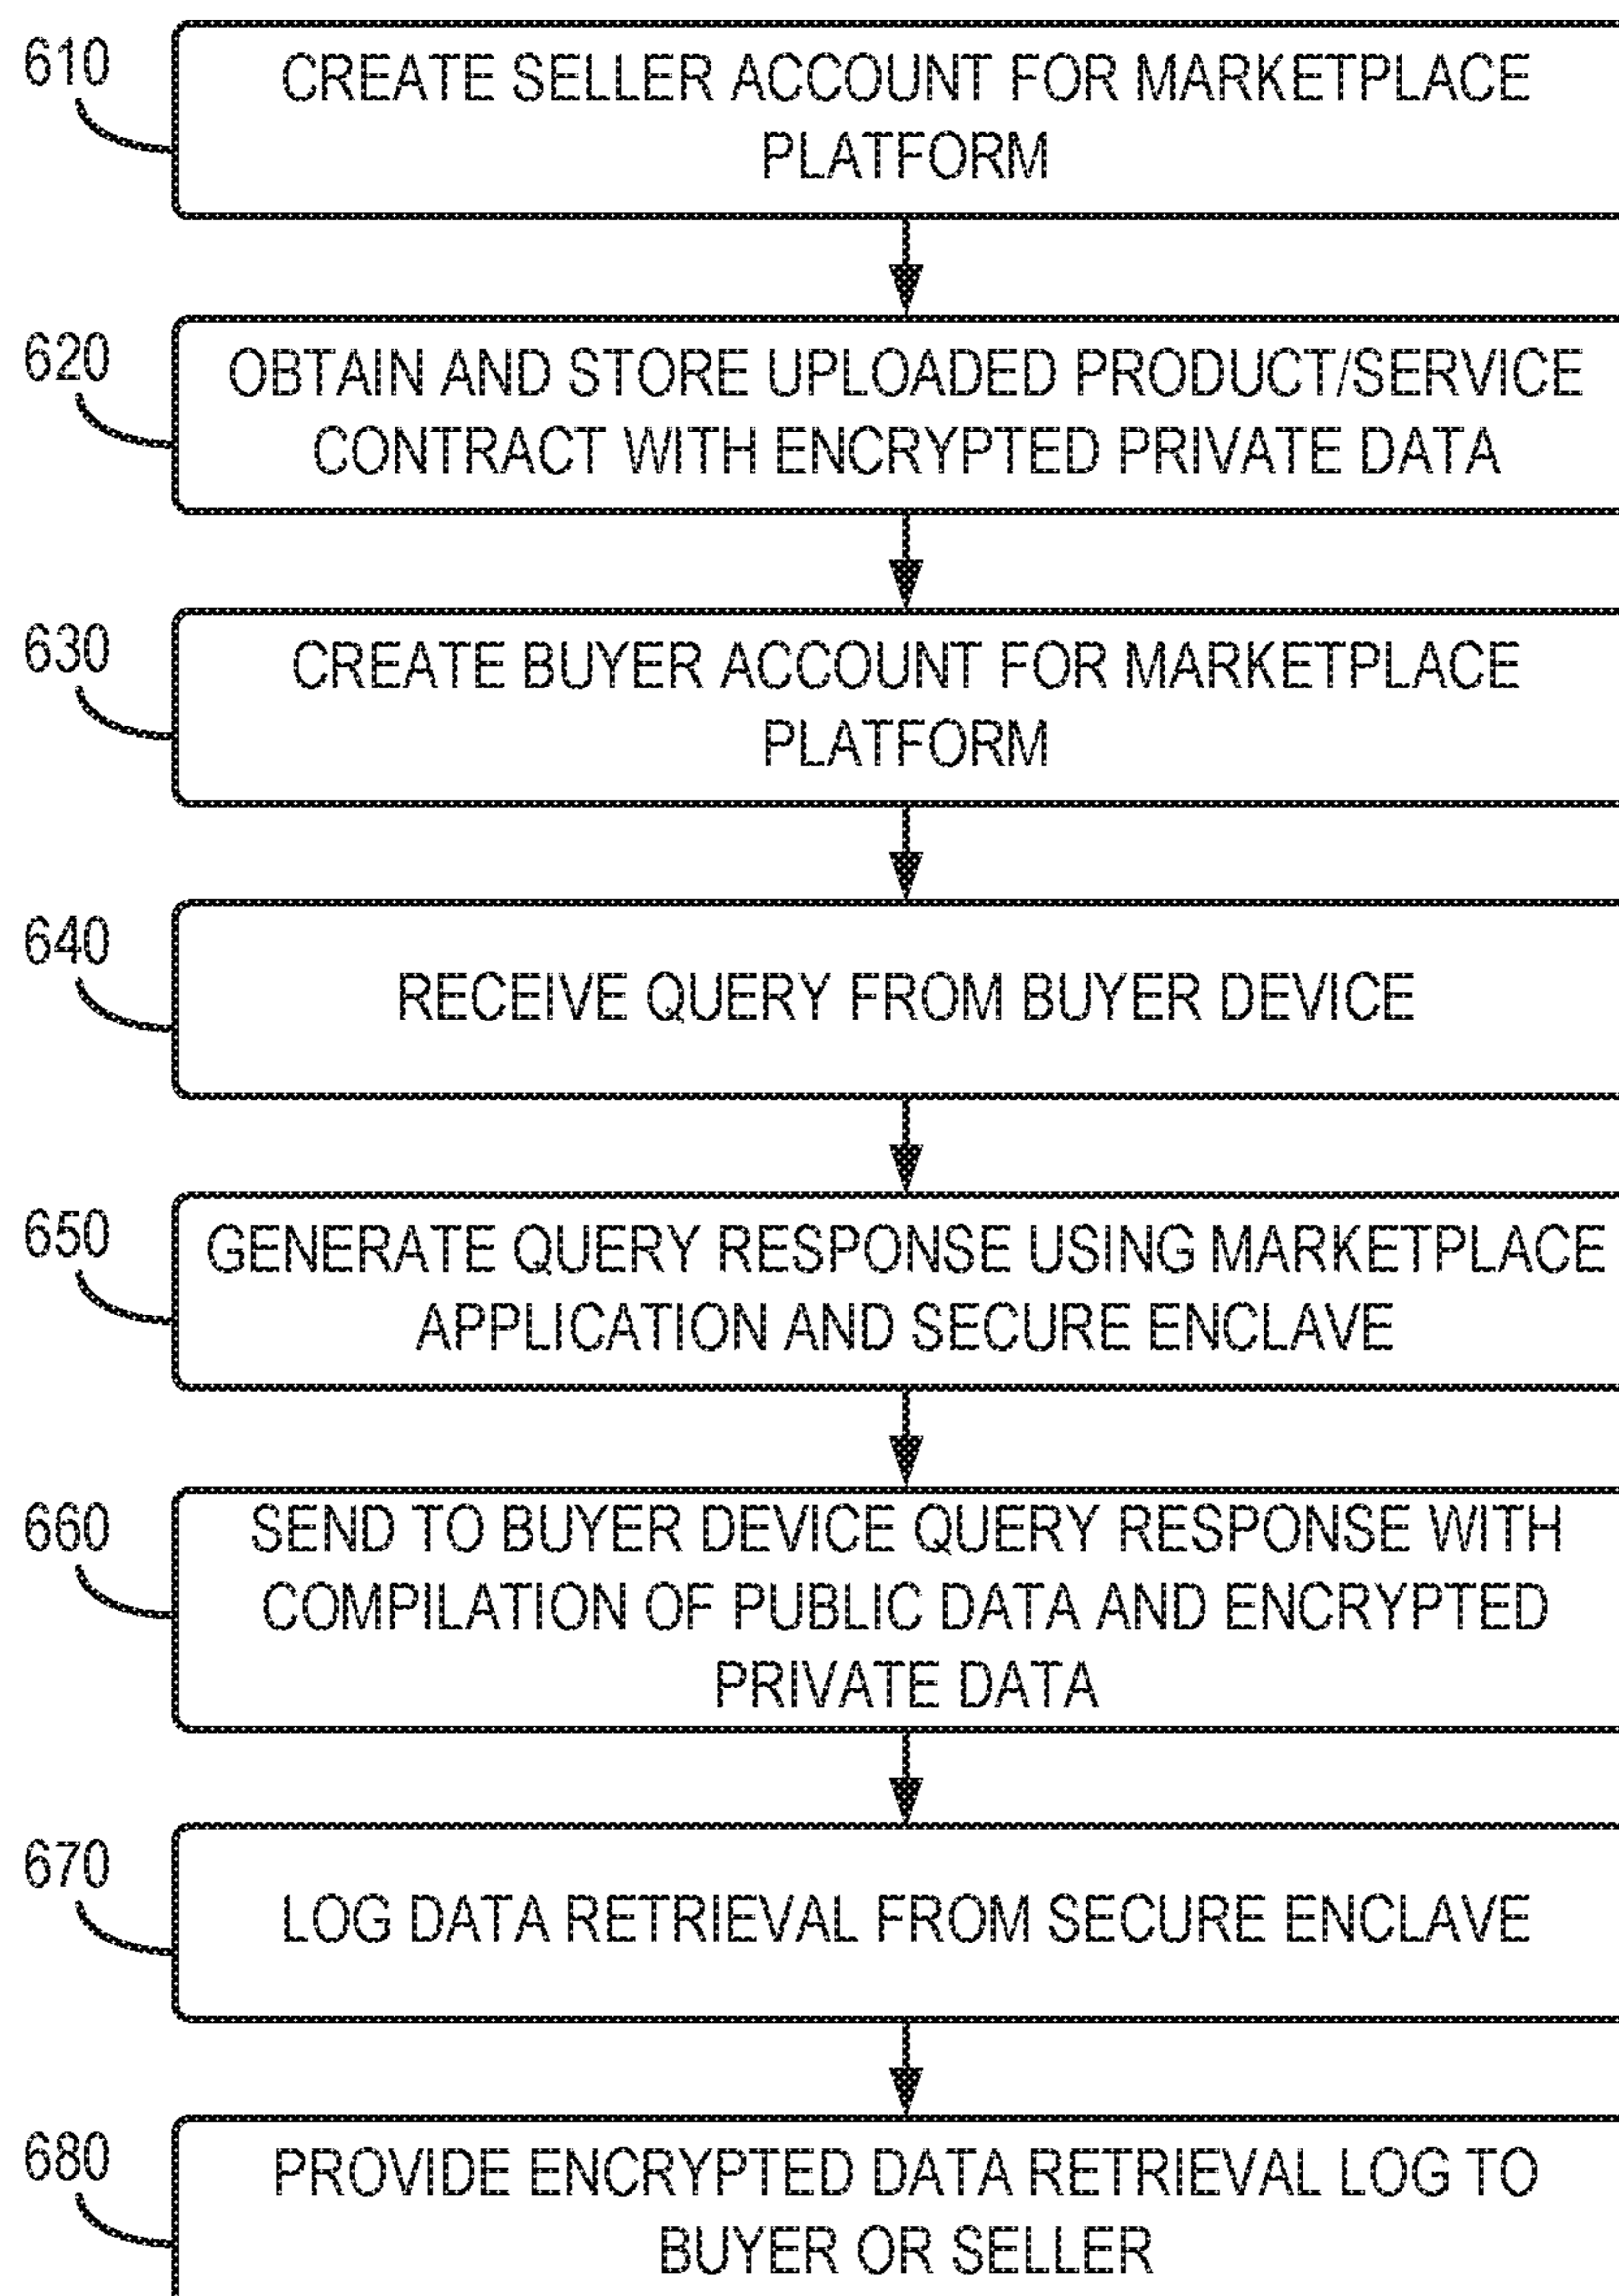 610
CREATE SELLER ACCOUNT FOR MARKETPLACE
PLATFORM
620
OBTAIN AND STORE UPLOADED PRODUCT/SERVICE
CONTRACT WITH ENCRYPTED PRIVATE DATA
630
CREATE BUYER ACCOUNT FOR MARKETPLACE
PLATFORM
640
RECEIVE QUERY FROM BUYER DEVICE
650
GENERATE QUERY RESPONSE USING MARKETPLACE
APPLICATION AND SECURE ENCLAVE
660
SEND TO BUYER DEVICE QUERY RESPONSE WITH
COMPILATION OF PUBLIC DATA AND ENCRYPTED
PRIVATE DATA
670
LOG DATA RETRIEVAL FROM SECURE ENCLAVE
680
PROVIDE ENCRYPTED DATA RETRIEVAL LOG TO
BUYER OR SELLER